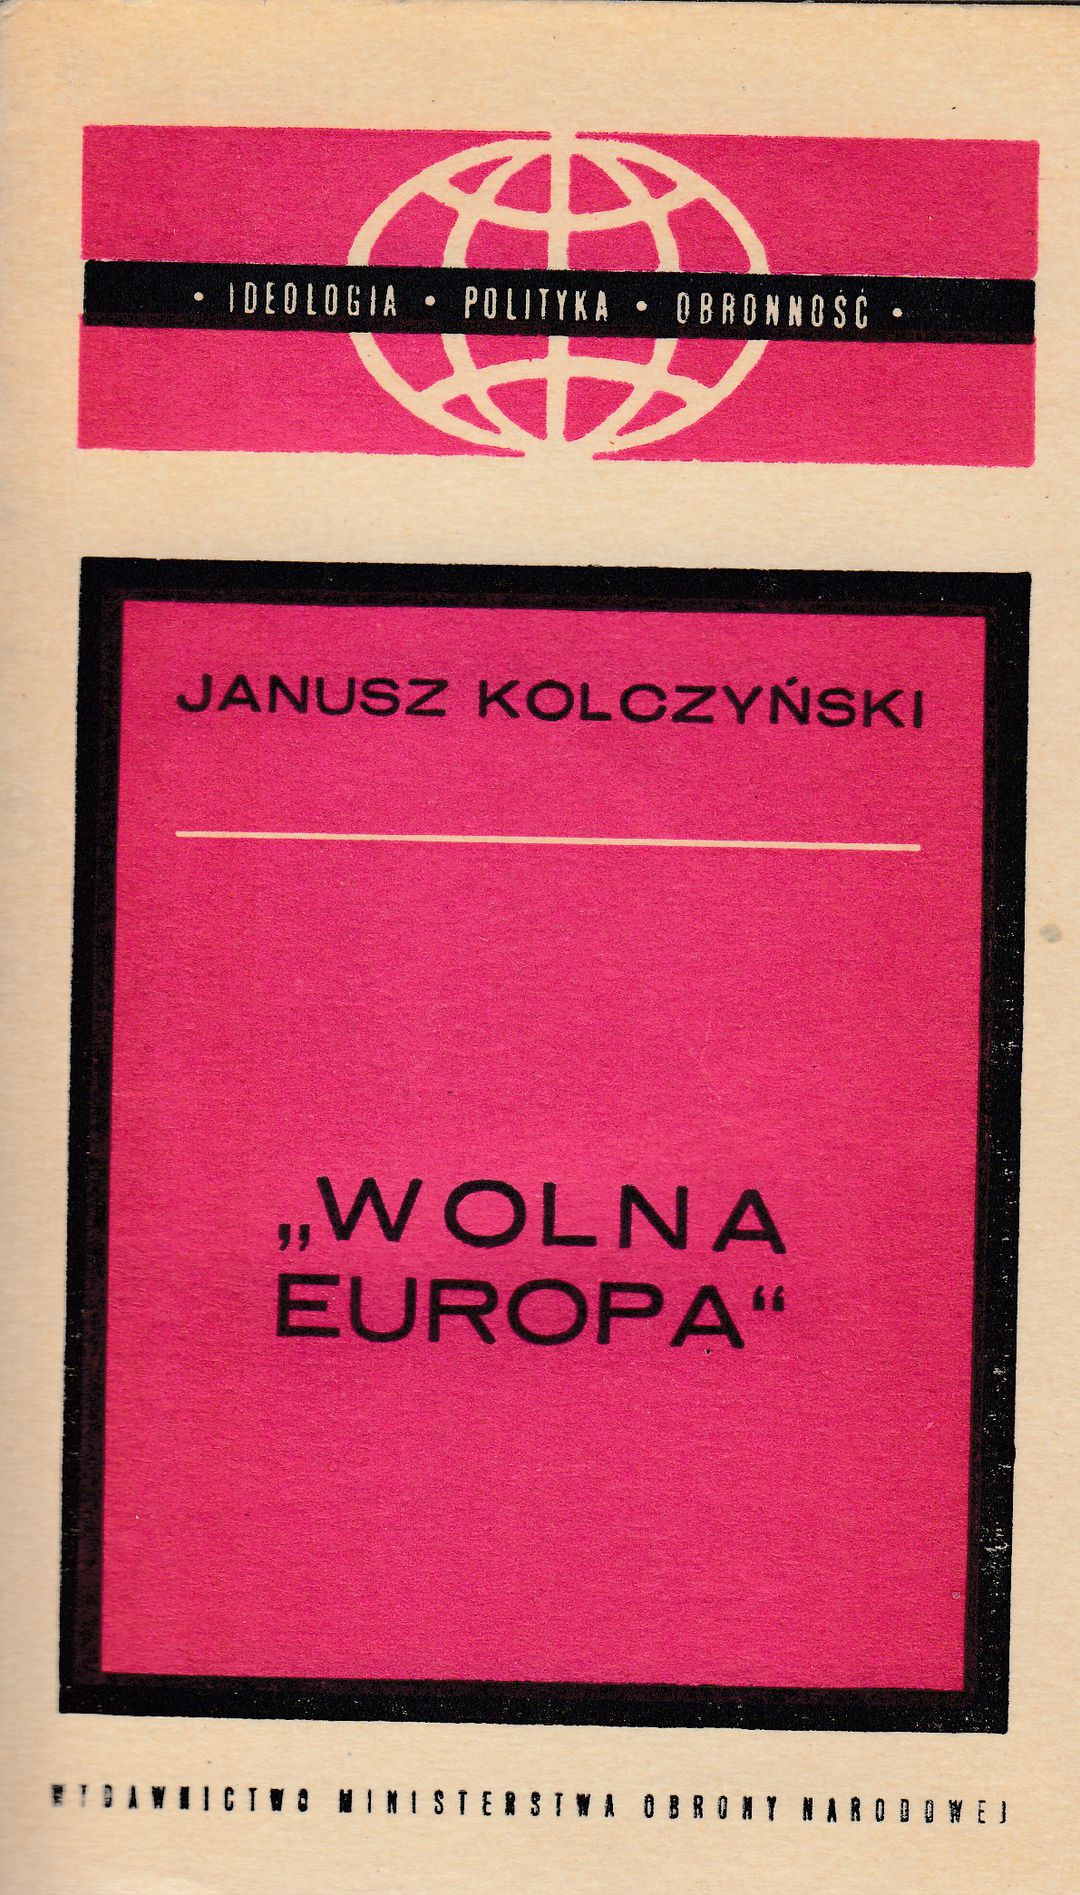 • IDEOLOGIA • POLITYKA • OBRONNOŚĆ •
JANUSZ KOLCZYŃSKI
„WOLNA
EUROPA“
WYDAWNICTWO MINISTERSTWA OBRONY NARODOWEJ